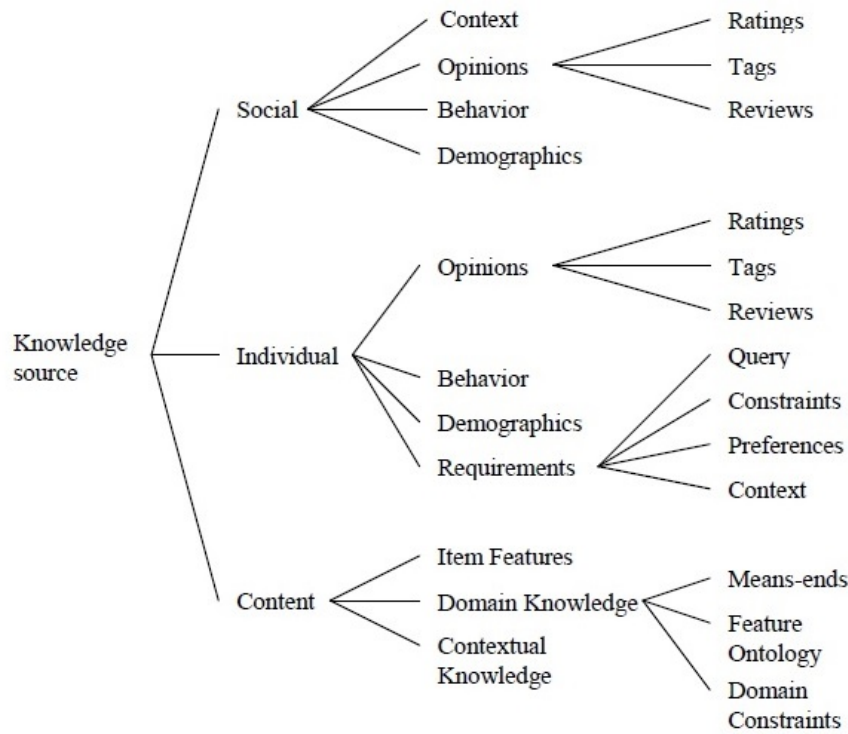 Context
Ratings
Opinions
Tags
Social
Behavior
Reviews
Demographics
Ratings
Opinions
Tags
Reviews
Knowledge
source
Individual
Query
Behavior
Constraints
Demographics
Preferences
Requirements
Context
Item Features
Means-ends
Content
Domain Knowledge
Feature
Ontology
Contextual
Knowledge
Domain
Constraints